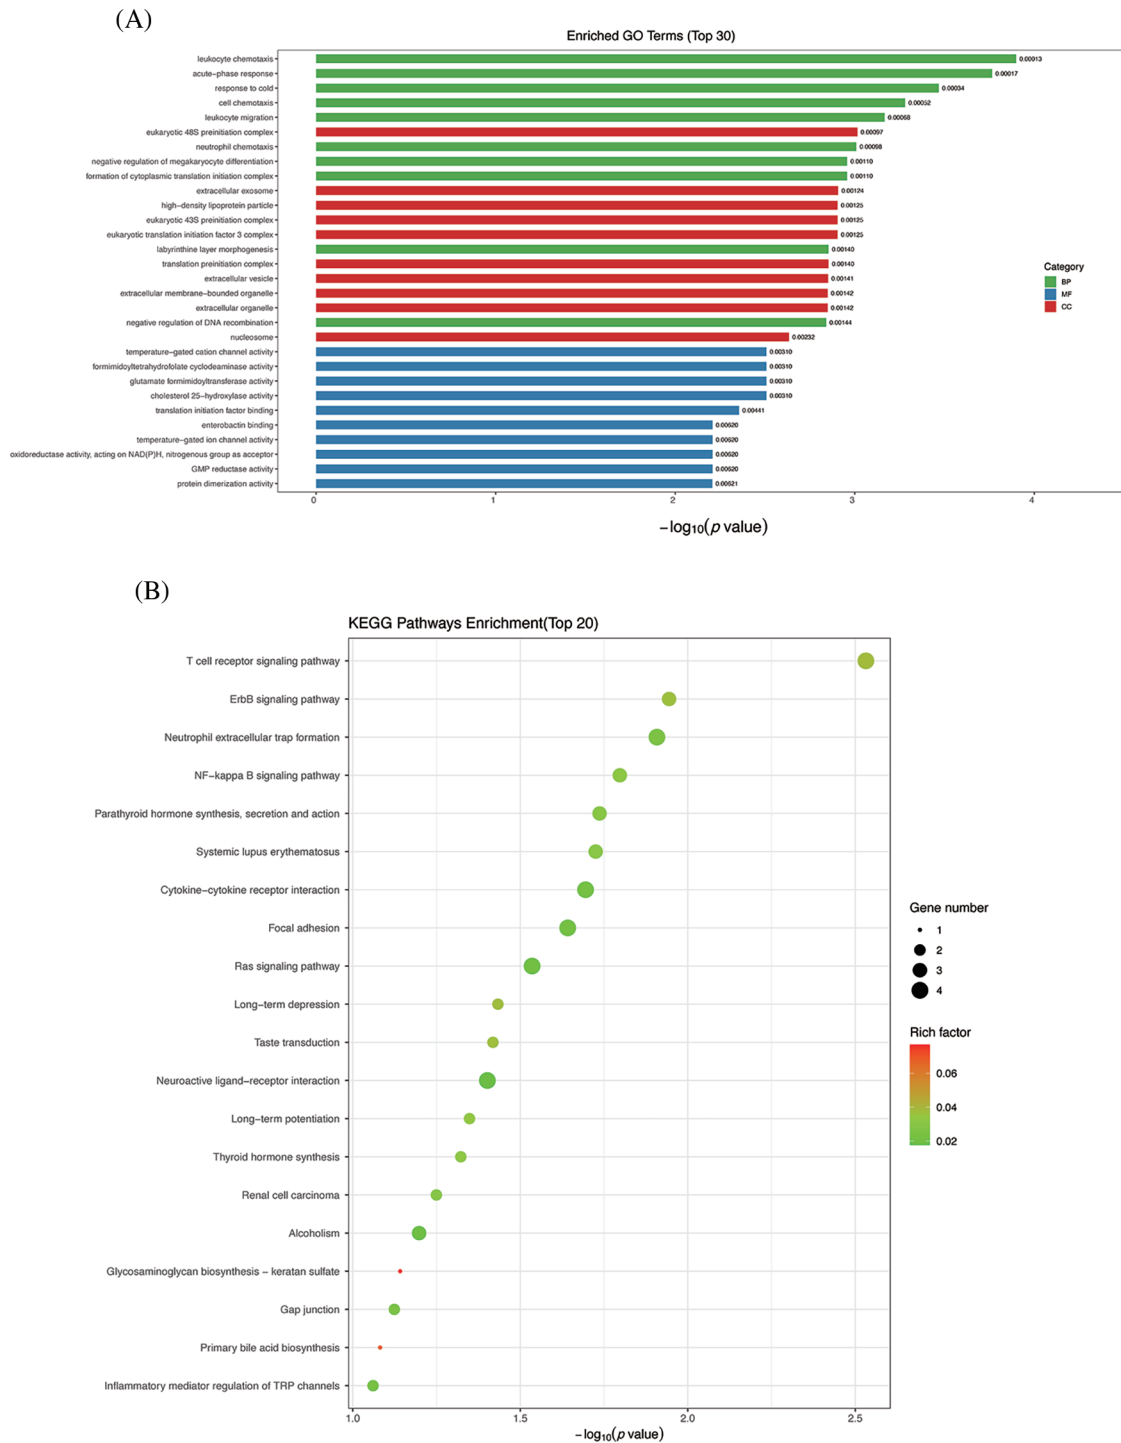 (A)
Enriched GO Terms (Top 30)
leukocyte chemotaxis 0.00013
acute−phase response 0.00017
response to cold 0.00034
cell chemotaxis 0.00052
leukocyte migration 0.00068
eukaryotic 48S preinitiation complex 0.00097
neutrophil chemotaxis 0.00098
negative regulation of megakaryocyte differentiation 0.00110
formation of cytoplasmic translation initiation complex 0.00110
extracellular exosome 0.00124
high−density lipoprotein particle 0.00125
eukaryotic 43S preinitiation complex 0.00125
eukaryotic translation initiation factor 3 complex 0.00125
labyrinthine layer morphogenesis 0.00140
translation preinitiation complex 0.00140
extracellular vesicle 0.00141
extracellular membrane−bounded organelle 0.00142
extracellular organelle 0.00142
negative regulation of DNA recombination 0.00144
nucleosome 0.00232
temperature−gated cation channel activity 0.00310
formimidoyltetrahydrofolate cyclodeaminase activity 0.00310
glutamate formimidoyltransferase activity 0.00310
cholesterol 25−hydroxylase activity 0.00310
translation initiation factor binding 0.00441
enterobactin binding 0.00620
temperature−gated ion channel activity 0.00620
oxidoreductase activity, acting on NAD(P)H, nitrogenous group as acceptor 0.00620
GMP reductase activity 0.00620
protein dimerization activity 0.00621
Category
BP
MF
CC
0 1 2 3 4
−log10(p value)
(B)
KEGG Pathways Enrichment(Top 20)
T cell receptor signaling pathway
ErbB signaling pathway
Neutrophil extracellular trap formation
NF−kappa B signaling pathway
Parathyroid hormone synthesis, secretion and action
Systemic lupus erythematosus
Cytokine−cytokine receptor interaction
Focal adhesion
Ras signaling pathway
Long−term depression
Taste transduction
Neuroactive ligand−receptor interaction
Long−term potentiation
Thyroid hormone synthesis
Renal cell carcinoma
Alcoholism
Glycosaminoglycan biosynthesis − keratan sulfate
Gap junction
Primary bile acid biosynthesis
Inflammatory mediator regulation of TRP channels
Gene number
1
2
3
4
Rich factor
0.06
0.04
0.02
1.0 1.5 2.0 2.5
−log10(p value)